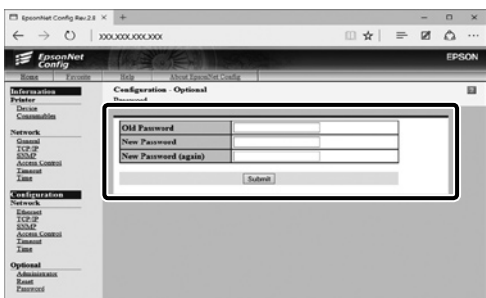 EpsonNet Config Rev.2.8
XXX.XXX.XXX.XXX
EpsonNet
Config
EPSON
Home Favorite Help About EpsonNet Config
Information
Printer
Device
Consumables
Network
General
TCP/IP
SNMP
Access Control
Timeout
Time
Configuration
Network
Ethernet
TCP/IP
SNMP
Access Control
Timeout
Time
Optional
Administrator
Reset
Password
Configuration - Optional
Password
Old Password
New Password
New Password (again)
Submit